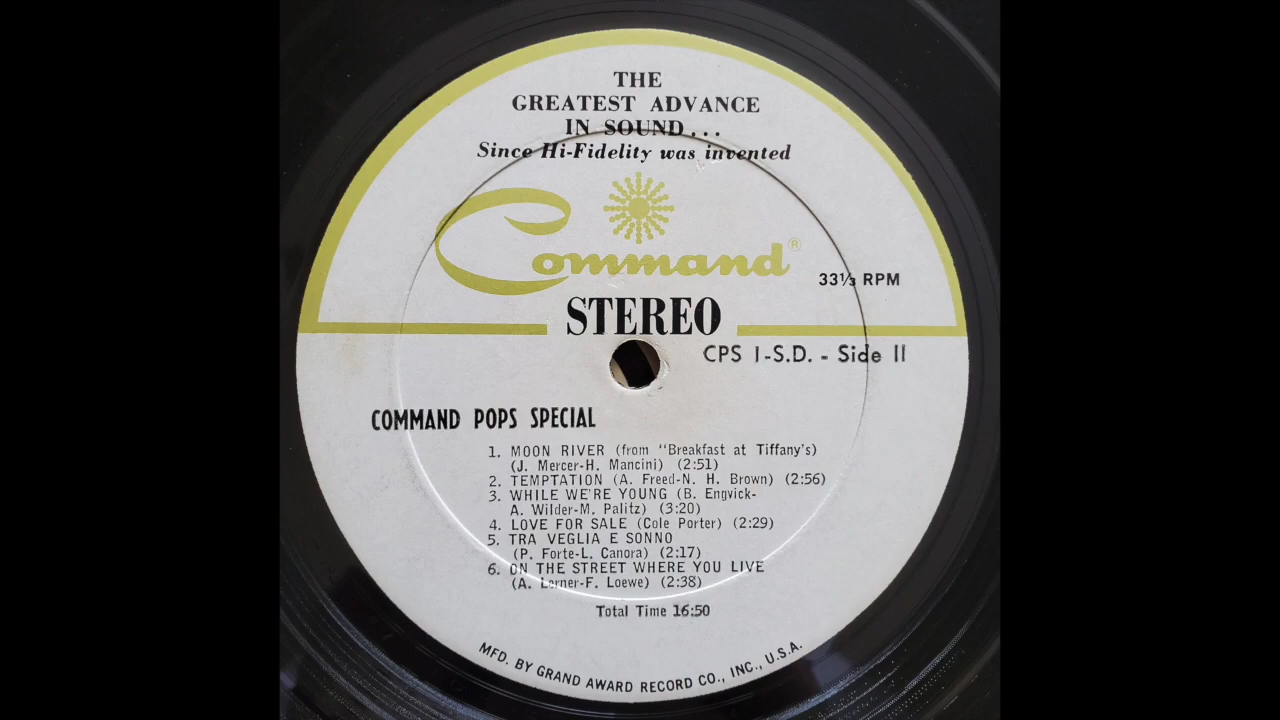 THE
GREATEST ADVANCE
IN SOUND...
Since Hi-Fidelity was invented
Command®
33⅓ RPM
STEREO
CPS 1-S.D. - Side II
COMMAND POPS SPECIAL
1. MOON RIVER (from "Breakfast at Tiffany's)
(J. Mercer-H. Mancini) (2:51)
2. TEMPTATION (A. Freed-N. H. Brown) (2:56)
3. WHILE WE'RE YOUNG (B. Engvick-
A. Wilder-M. Palitz) (3:20)
4. LOVE FOR SALE (Cole Porter) (2:29)
5. TRA VEGLIA E SONNO
(P. Forte-L. Canora) (2:17)
6. ON THE STREET WHERE YOU LIVE
(A. Lerner-F. Loewe) (2:38)
Total Time 16:50
MFD. BY GRAND AWARD RECORD CO., INC., U.S.A.